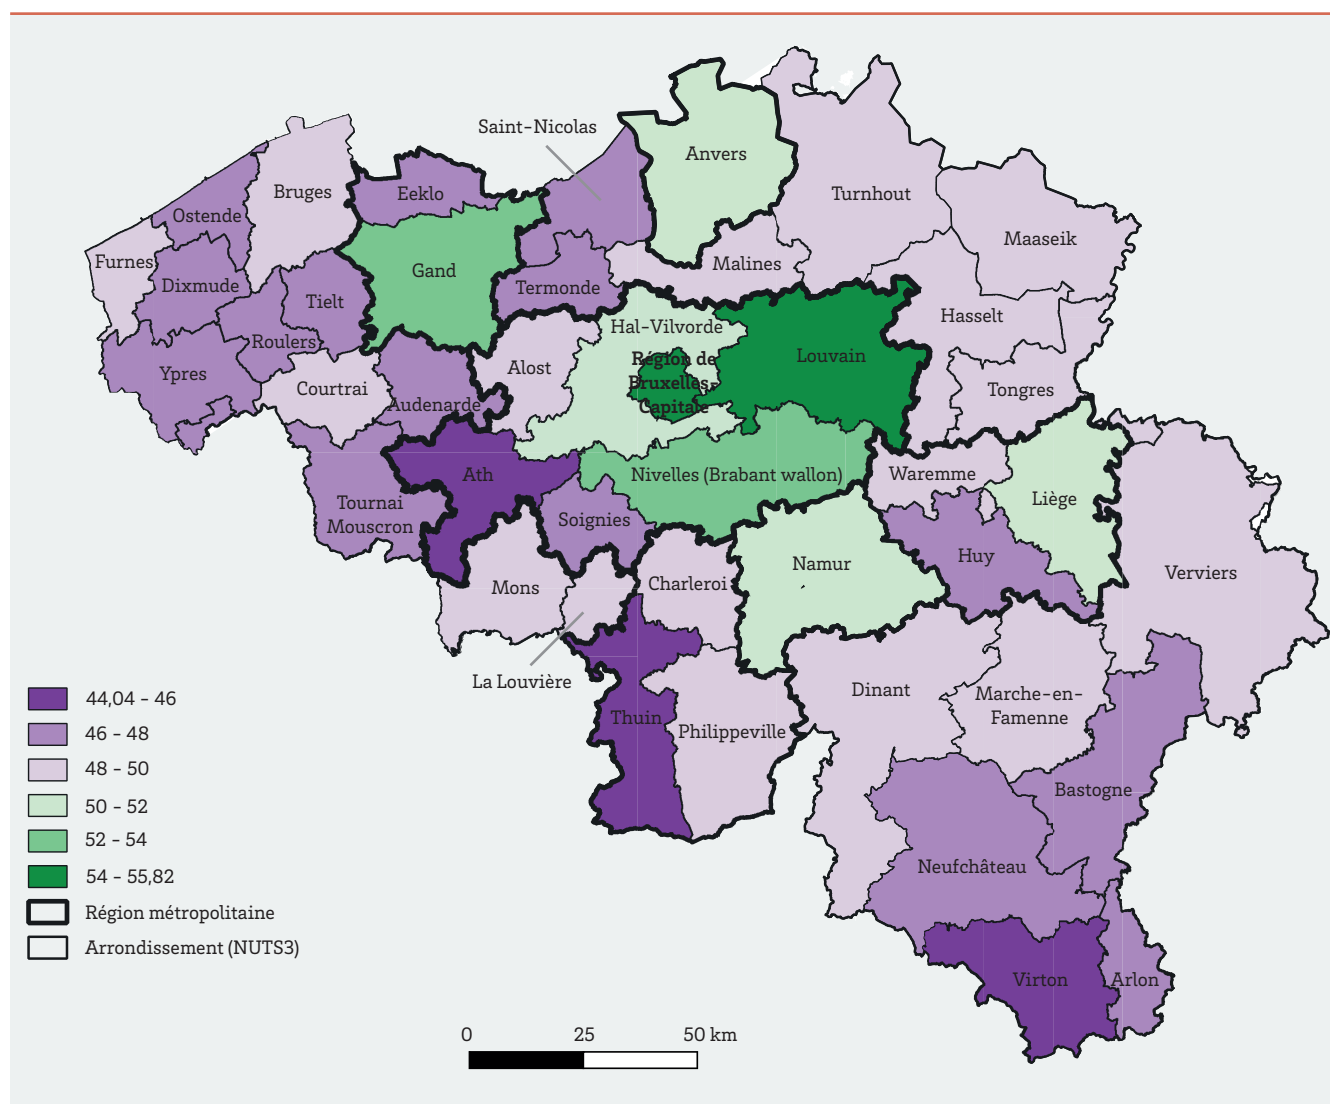 Saint-Nicolas
Anvers
Bruges
Eeklo
Turnhout
Ostende
Maaseik
Furnes
Gand
Malines
Dixmude
Termonde
Tielt
Hasselt
Hal-Vilvorde
Roulers
Louvain
Région de
Bruxelles-
Capitale
Alost
Ypres
Courtrai
Tongres
Audenarde
Ath
Nivelles (Brabant wallon)
Waremme
Liège
Tournai
Mouscron
Soignies
Huy
Namur
Verviers
Mons
Charleroi
La Louvière
Dinant
Marche-en-
Famenne
Thuin
Philippeville
Bastogne
Neufchâteau
Virton
Arlon
44,04 - 46
46 - 48
48 - 50
50 - 52
52 - 54
54 - 55,82
Région métropolitaine
Arrondissement (NUTS3)
0 25 50 km